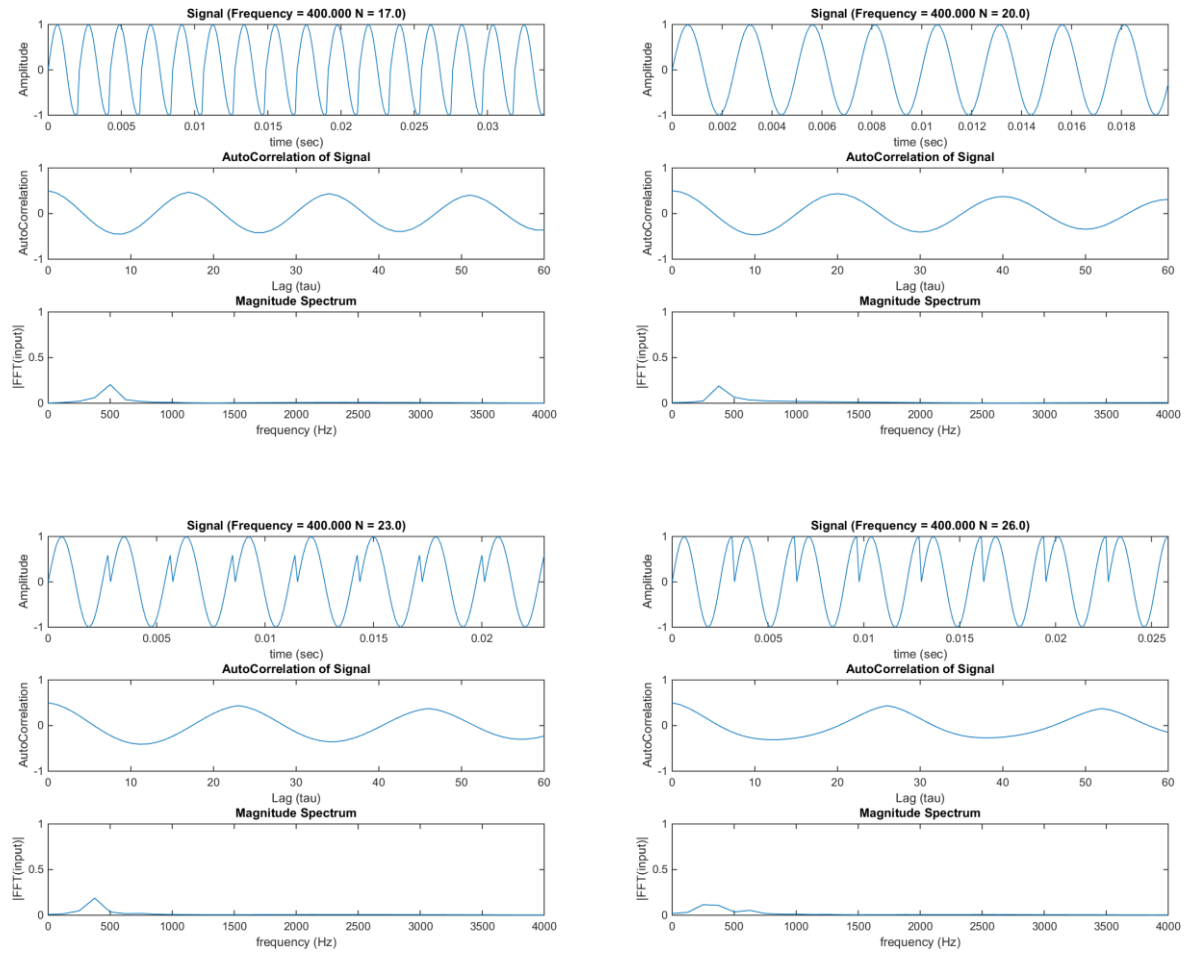 Signal (Frequency = 400.000 N = 17.0)
1
0
-1
Amplitude
0.005 0.01 0.015 0.02 0.025 0.03
time (sec)
AutoCorrelation of Signal
1
0
-1
AutoCorrelation
0 10 20 30 40 50 60
Lag (tau)
Magnitude Spectrum
1
0.5
0
|FFT(input)|
0 500 1000 1500 2000 2500 3000 3500 4000
frequency (Hz)
Signal (Frequency = 400.000 N = 20.0)
1
0
-1
Amplitude
0 0.002 0.004 0.006 0.008 0.01 0.012 0.014 0.016 0.018
time (sec)
AutoCorrelation of Signal
1
0
-1
AutoCorrelation
0 10 20 30 40 50 60
Lag (tau)
Magnitude Spectrum
1
0.5
0
|FFT(input)|
0 500 1000 1500 2000 2500 3000 3500 4000
frequency (Hz)
Signal (Frequency = 400.000 N = 23.0)
1
0
-1
Amplitude
0.005 0.01 0.015 0.02
time (sec)
AutoCorrelation of Signal
1
0
-1
AutoCorrelation
0 10 20 30 40 50 60
Lag (tau)
Magnitude Spectrum
1
0.5
0
|FFT(input)|
0 500 1000 1500 2000 2500 3000 3500 4000
frequency (Hz)
Signal (Frequency = 400.000 N = 26.0)
1
0
-1
Amplitude
0 0.005 0.01 0.015 0.02 0.025
time (sec)
AutoCorrelation of Signal
1
0
-1
AutoCorrelation
0 10 20 30 40 50 60
Lag (tau)
Magnitude Spectrum
1
0.5
0
|FFT(input)|
0 500 1000 1500 2000 2500 3000 3500 4000
frequency (Hz)